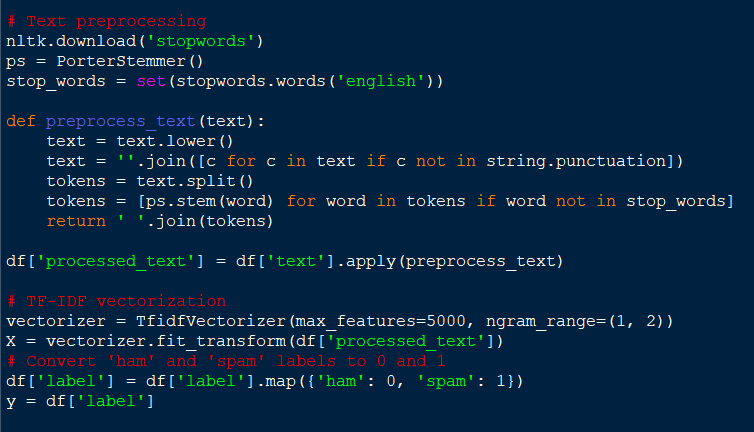 # Text preprocessing
nltk.download('stopwords')
ps = PorterStemmer()
stop_words = set(stopwords.words('english'))
def preprocess_text(text):
    text = text.lower()
    text = ''.join([c for c in text if c not in string.punctuation])
    tokens = text.split()
    tokens = [ps.stem(word) for word in tokens if word not in stop_words]
    return ' '.join(tokens)
df['processed_text'] = df['text'].apply(preprocess_text)
# TF-IDF vectorization
vectorizer = TfidfVectorizer(max_features=5000, ngram_range=(1, 2))
X = vectorizer.fit_transform(df['processed_text'])
# Convert 'ham' and 'spam' labels to 0 and 1
df['label'] = df['label'].map({'ham': 0, 'spam': 1})
y = df['label']